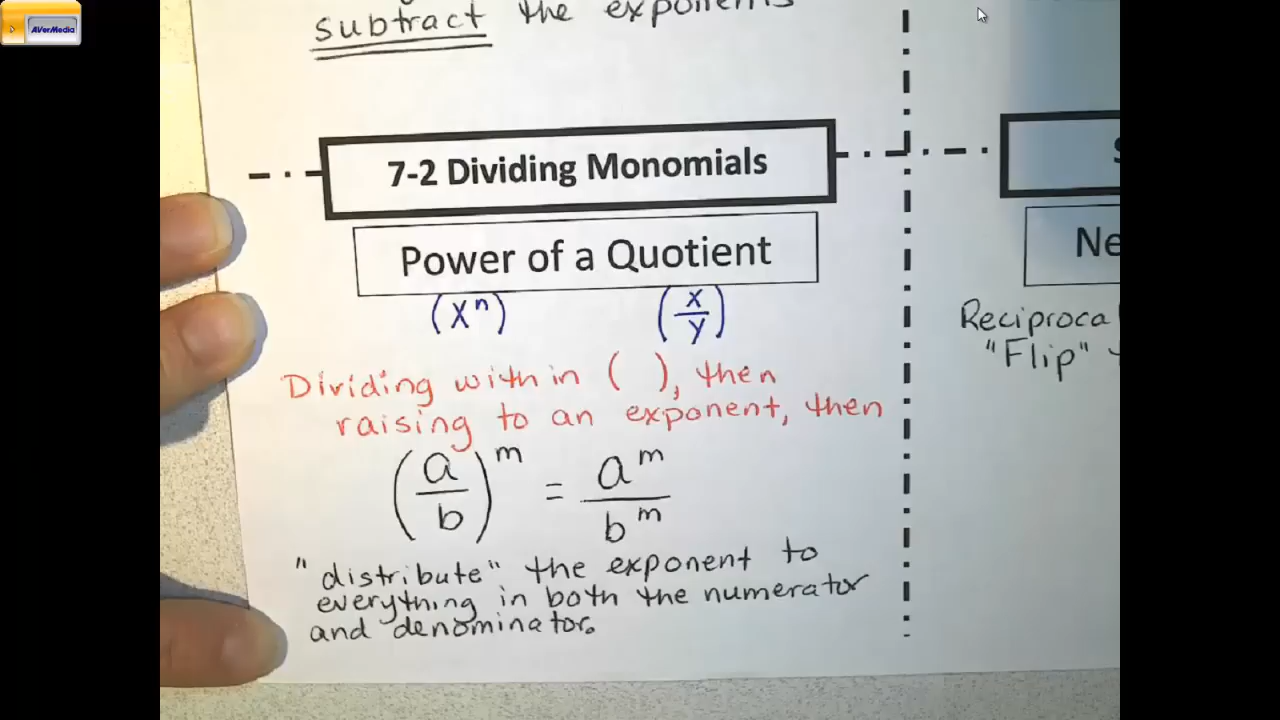 AVerMedia
subtract the exponents
7-2 Dividing Monomials
Power of a Quotient
(xⁿ) (x/y)
Dividing within ( ), then
raising to an exponent, then
(a/b)ᵐ = aᵐ/bᵐ
"distribute" the exponent to
everything in both the numerator
and denominator.
S
Ne
Reciproca
"Flip"